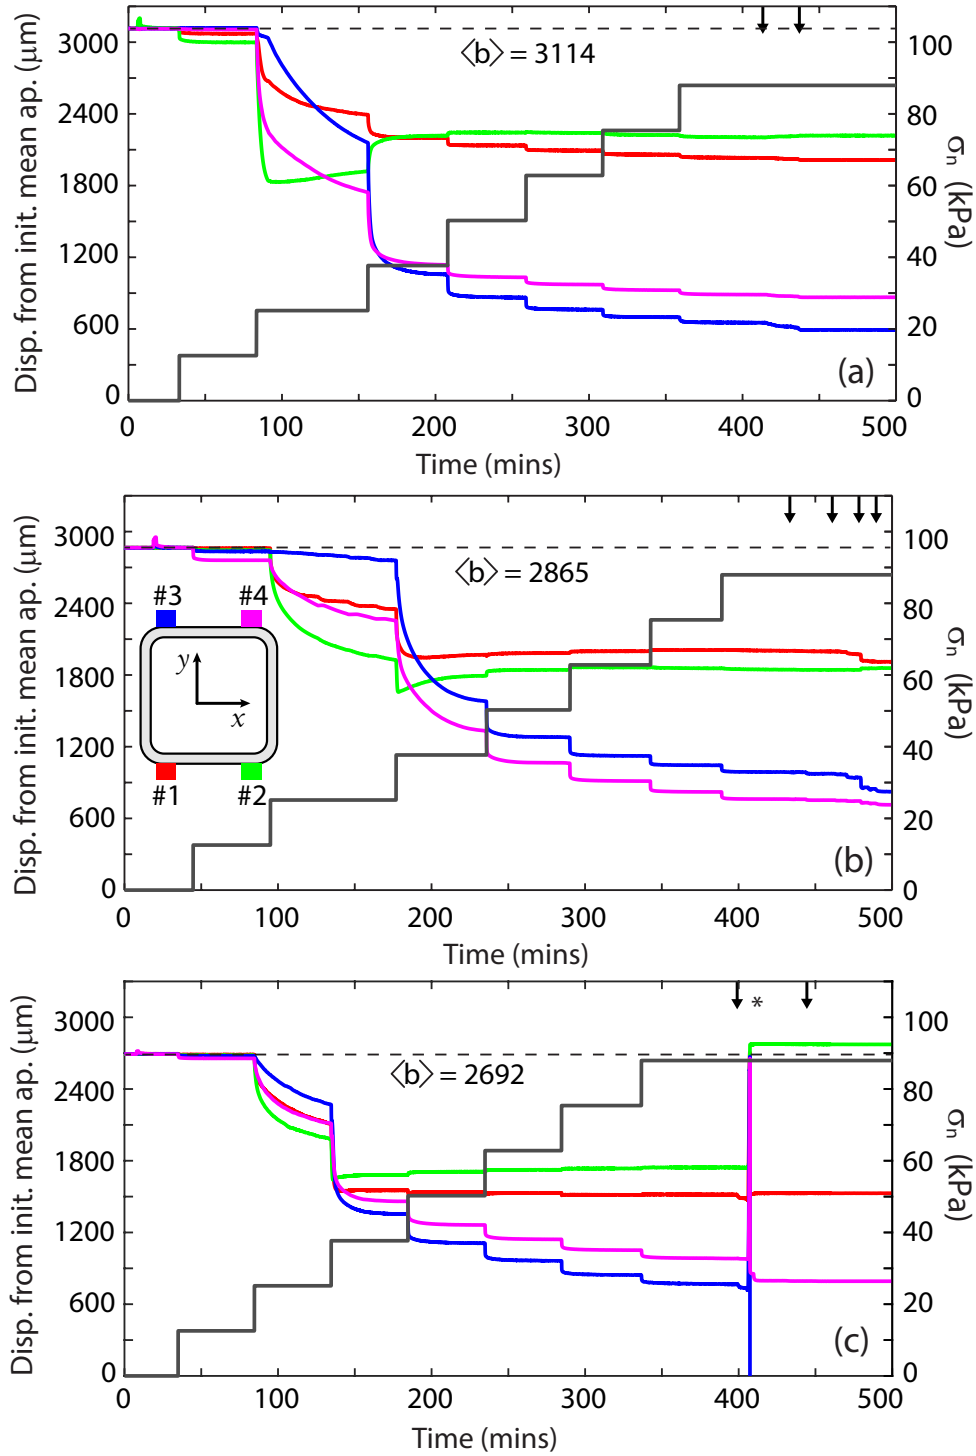 Disp. from init. mean ap. (μm)
3000
2400
1800
1200
600
0
⟨b⟩ = 3114
(a)
100
80
60
40
20
0
σn (kPa)
0 100 200 300 400 500
Time (mins)
Disp. from init. mean ap. (μm)
3000
2400
1800
1200
600
0
⟨b⟩ = 2865
#3 #4
y
x
#1 #2
(b)
100
80
60
40
20
0
σn (kPa)
0 100 200 300 400 500
Time (mins)
Disp. from init. mean ap. (μm)
3000
2400
1800
1200
600
0
*
⟨b⟩ = 2692
(c)
100
80
60
40
20
0
σn (kPa)
0 100 200 300 400 500
Time (mins)